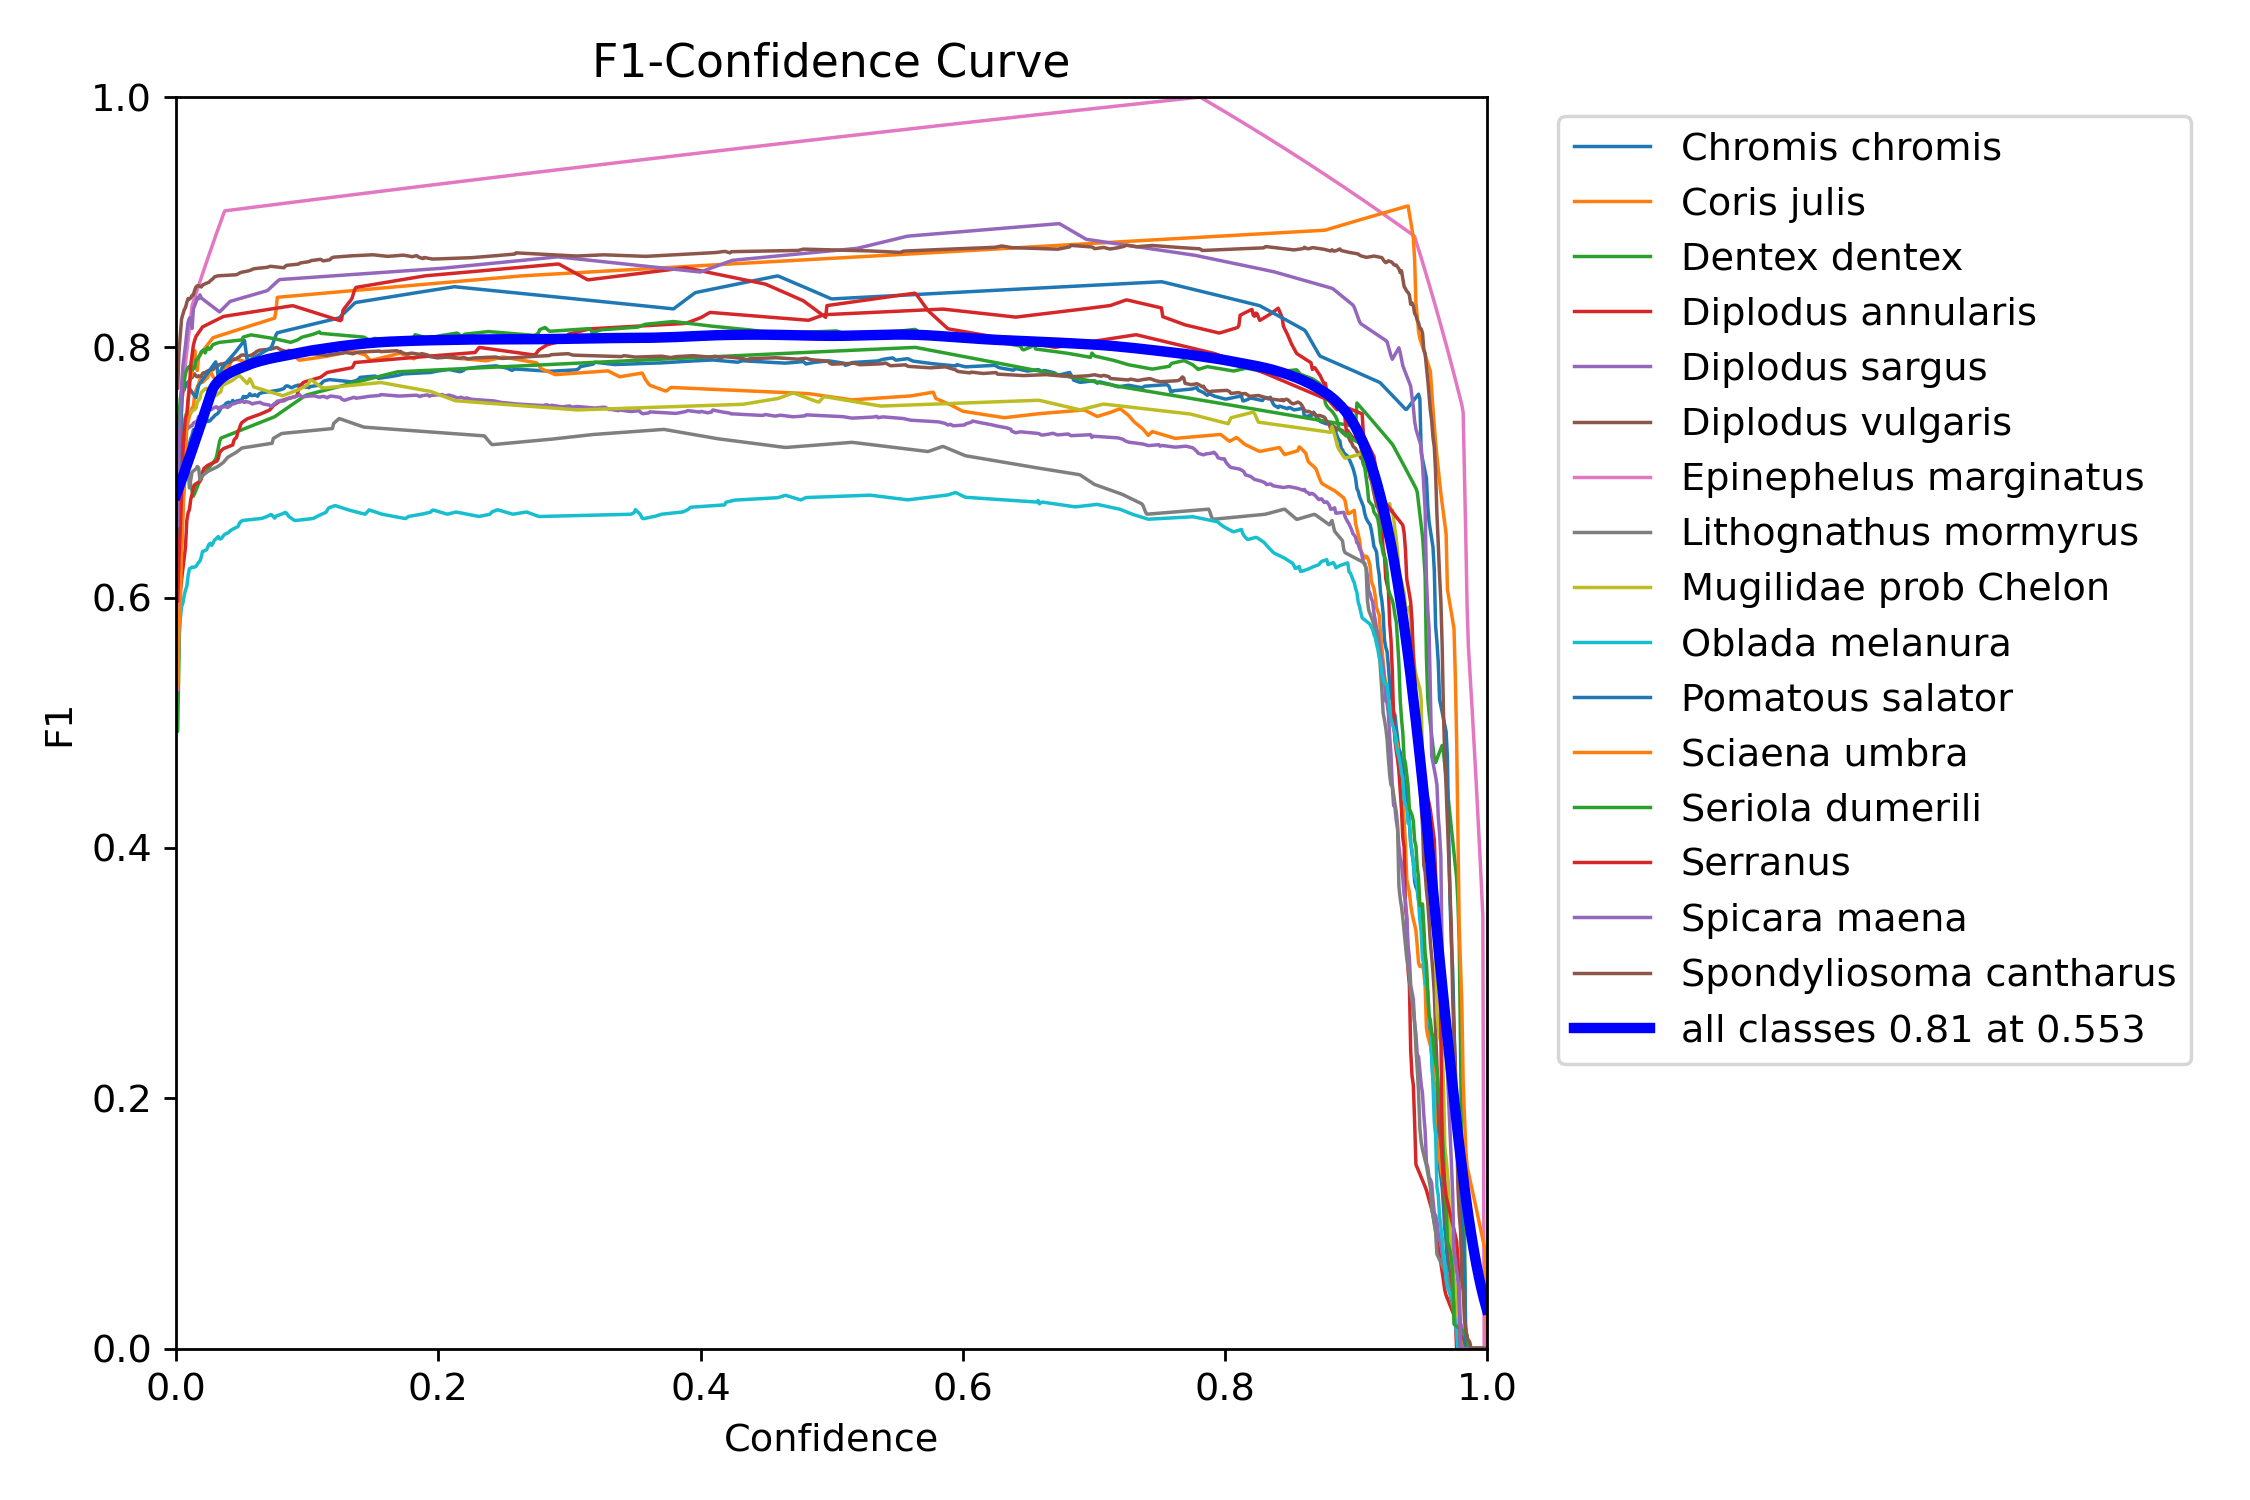 F1-Confidence Curve
1.0
0.8
0.6
0.4
0.2
0.0
F1
0.0 0.2 0.4 0.6 0.8 1.0
Confidence
Chromis chromis
Coris julis
Dentex dentex
Diplodus annularis
Diplodus sargus
Diplodus vulgaris
Epinephelus marginatus
Lithognathus mormyrus
Mugilidae prob Chelon
Oblada melanura
Pomatous salator
Sciaena umbra
Seriola dumerili
Serranus
Spicara maena
Spondyliosoma cantharus
all classes 0.81 at 0.553